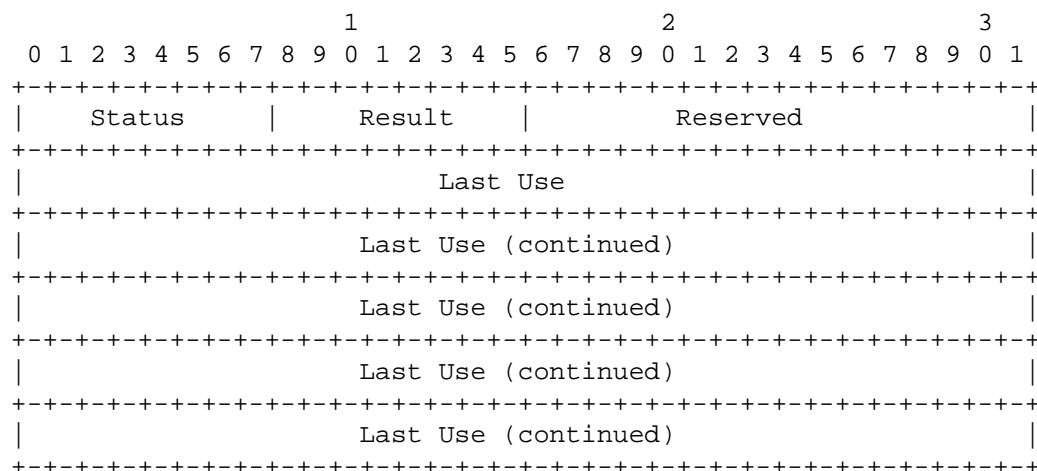 1                   2                   3
 0 1 2 3 4 5 6 7 8 9 0 1 2 3 4 5 6 7 8 9 0 1 2 3 4 5 6 7 8 9 0 1
+-+-+-+-+-+-+-+-+-+-+-+-+-+-+-+-+-+-+-+-+-+-+-+-+-+-+-+-+-+-+-+-+
|    Status     |     Result    |         Reserved              |
+-+-+-+-+-+-+-+-+-+-+-+-+-+-+-+-+-+-+-+-+-+-+-+-+-+-+-+-+-+-+-+-+
|                          Last Use                             |
+-+-+-+-+-+-+-+-+-+-+-+-+-+-+-+-+-+-+-+-+-+-+-+-+-+-+-+-+-+-+-+-+
|                     Last Use (continued)                      |
+-+-+-+-+-+-+-+-+-+-+-+-+-+-+-+-+-+-+-+-+-+-+-+-+-+-+-+-+-+-+-+-+
|                     Last Use (continued)                      |
+-+-+-+-+-+-+-+-+-+-+-+-+-+-+-+-+-+-+-+-+-+-+-+-+-+-+-+-+-+-+-+-+
|                     Last Use (continued)                      |
+-+-+-+-+-+-+-+-+-+-+-+-+-+-+-+-+-+-+-+-+-+-+-+-+-+-+-+-+-+-+-+-+
|                     Last Use (continued)                      |
+-+-+-+-+-+-+-+-+-+-+-+-+-+-+-+-+-+-+-+-+-+-+-+-+-+-+-+-+-+-+-+-+